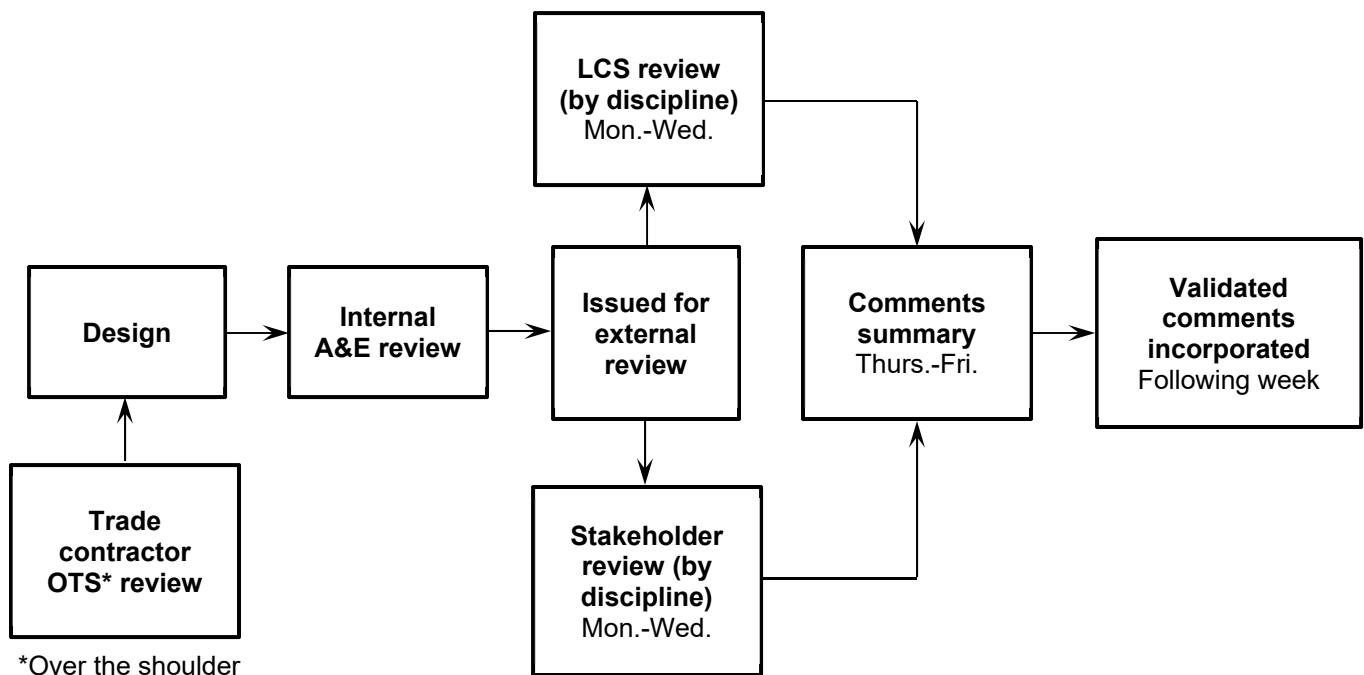 LCS review
(by discipline)
Mon.-Wed.
Design
Internal
A&E review
Issued for
external
review
Comments
summary
Thurs.-Fri.
Validated
comments
incorporated
Following week
Trade
contractor
OTS* review
Stakeholder
review (by
discipline)
Mon.-Wed.
*Over the shoulder